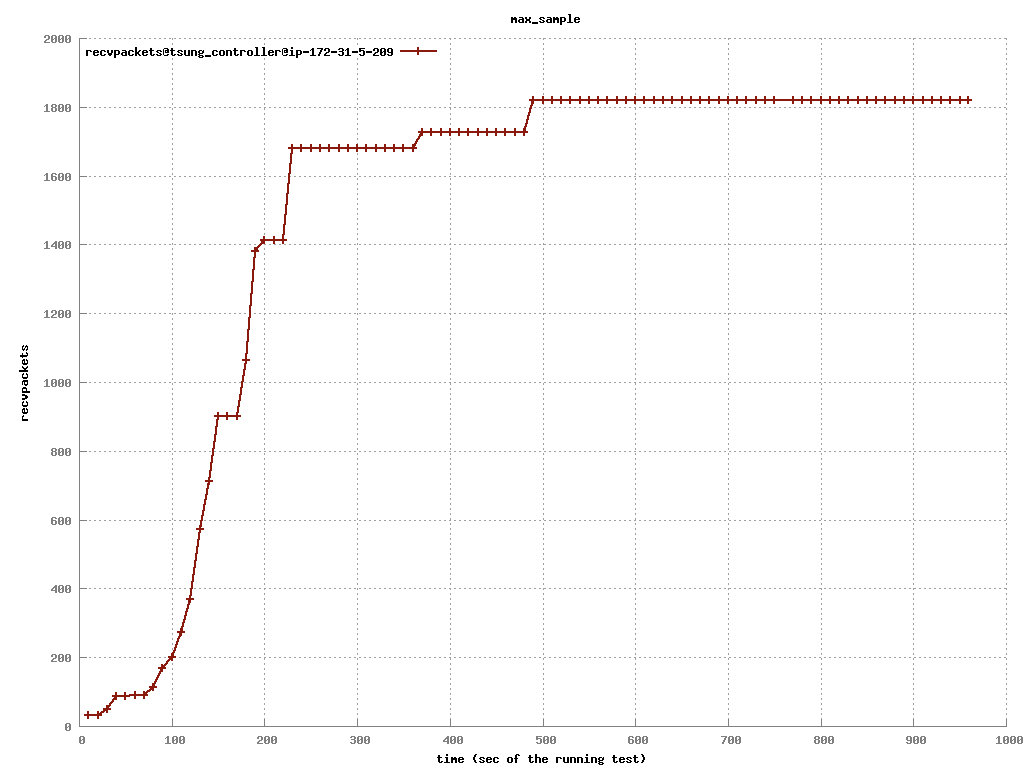 max_sample
recvpackets@tsung_controller@ip-172-31-5-209
2000
1800
1600
1400
1200
1000
800
600
400
200
0
recvpackets
0 100 200 300 400 500 600 700 800 900 1000
time (sec of the running test)